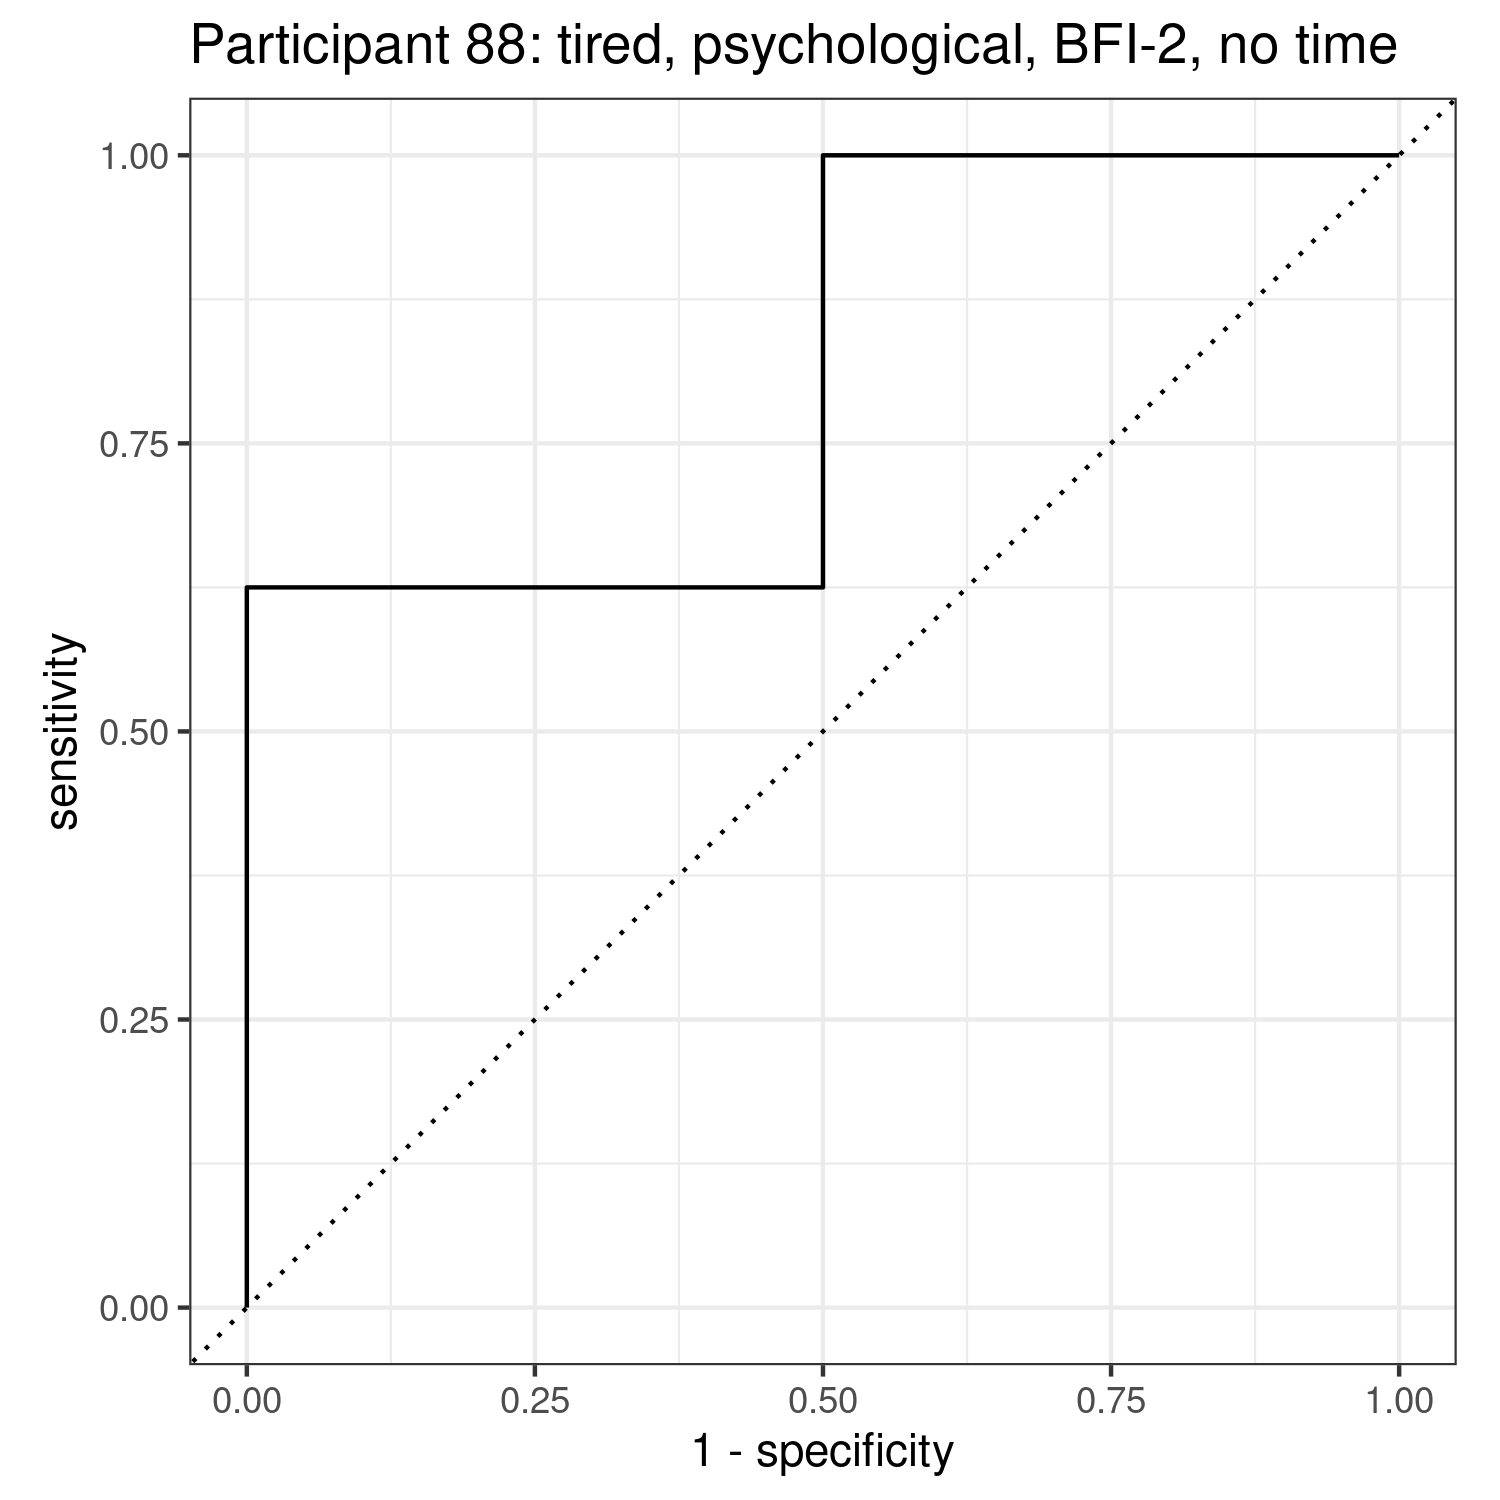 Participant 88: tired, psychological, BFI-2, no time
1.00
0.75
0.50
0.25
0.00
sensitivity
0.00 0.25 0.50 0.75 1.00
1 - specificity